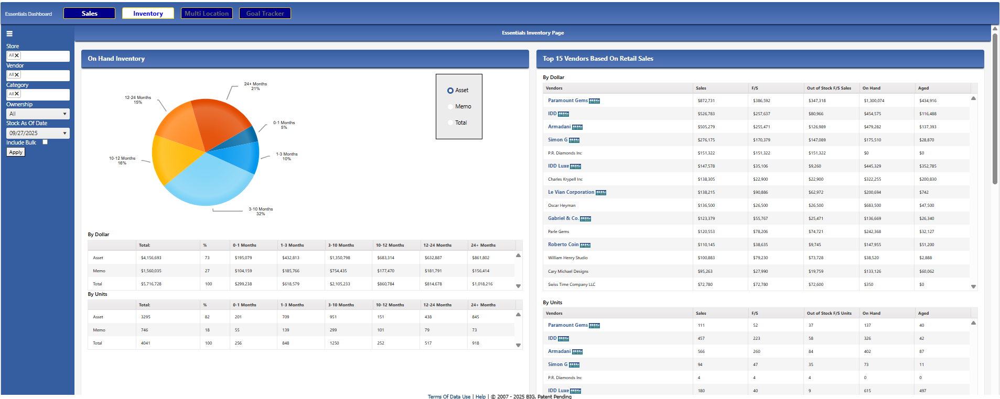 Essentials Dashboard Sales Inventory Multi Location Goal Tracker
Essentials Inventory Page
Store
All
Vendor
All
Category
All
Ownership
All
Stock As Of Date
09/27/2025
Include Bulk
Apply
On Hand Inventory
24+ Months
21%
12-24 Months
15%
0-1 Months
5%
1-3 Months
10%
10-12 Months
16%
3-10 Months
32%
Asset
Memo
Total
By Dollar
Total: % 0-1 Months 1-3 Months 3-10 Months 10-12 Months 12-24 Months 24+ Months
Asset $4,156,693 73 $195,079 $432,813 $1,350,798 $683,314 $632,887 $861,802
Memo $1,560,035 27 $104,159 $185,766 $754,435 $177,470 $181,791 $156,414
Total $5,716,728 100 $299,238 $618,579 $2,105,233 $860,784 $814,678 $1,018,216
By Units
Total: % 0-1 Months 1-3 Months 3-10 Months 10-12 Months 12-24 Months 24+ Months
Asset 3295 82 201 709 951 151 438 845
Memo 746 18 55 139 299 101 79 73
Total 4041 100 256 848 1250 252 517 918
Top 15 Vendors Based On Retail Sales
By Dollar
Vendors Sales F/S Out of Stock F/S Sales On Hand Aged
Paramount Gems $872,731 $386,592 $347,318 $1,300,074 $434,916
IDD $526,783 $257,637 $80,966 $454,575 $116,488
Armadani $505,279 $255,471 $126,989 $479,282 $137,393
Simon G $276,175 $170,379 $147,089 $175,510 $28,870
P.R. Diamonds Inc $151,322 $151,322 $151,322 $0 $0
IDD Luxe $147,578 $35,106 $9,260 $445,329 $352,785
Charles Krypell Inc $138,305 $22,900 $22,900 $322,255 $200,830
Le Vian Corporation $138,215 $90,886 $62,972 $200,694 $742
Oscar Heyman $136,500 $26,500 $26,500 $683,500 $47,500
Gabriel & Co. $123,379 $55,767 $25,471 $136,669 $26,340
Parle Gems $120,553 $78,206 $74,721 $242,368 $32,127
Roberto Coin $110,145 $38,635 $9,745 $147,955 $51,200
William Henry Studio $100,883 $79,230 $73,728 $38,520 $2,888
Cary Michael Designs $95,263 $27,990 $19,759 $133,126 $60,062
Swiss Time Company LLC $72,780 $72,780 $72,600 $350 $0
By Units
Vendors Sales F/S Out of Stock F/S Units On Hand Aged
Paramount Gems 111 52 37 137 40
IDD 457 223 58 326 42
Armadani 566 260 84 402 87
Simon G 94 47 35 73 11
P.R. Diamonds Inc 4 4 4 0 0
IDD Luxe 180 40 9 615 497
Terms Of Data Use | Help | © 2007 - 2025 BIG, Patent Pending